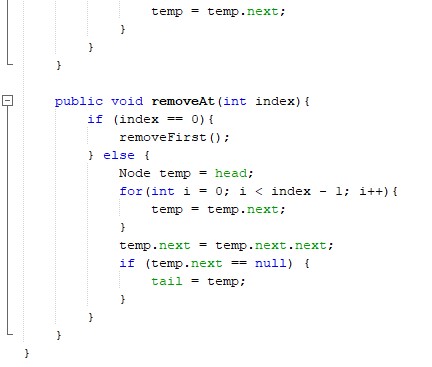 temp = temp.next;
}
}
}
public void removeAt(int index){
if (index == 0){
removeFirst();
} else {
Node temp = head;
for(int i = 0; i < index - 1; i++){
temp = temp.next;
}
temp.next = temp.next.next;
if (temp.next == null) {
tail = temp;
}
}
}
}